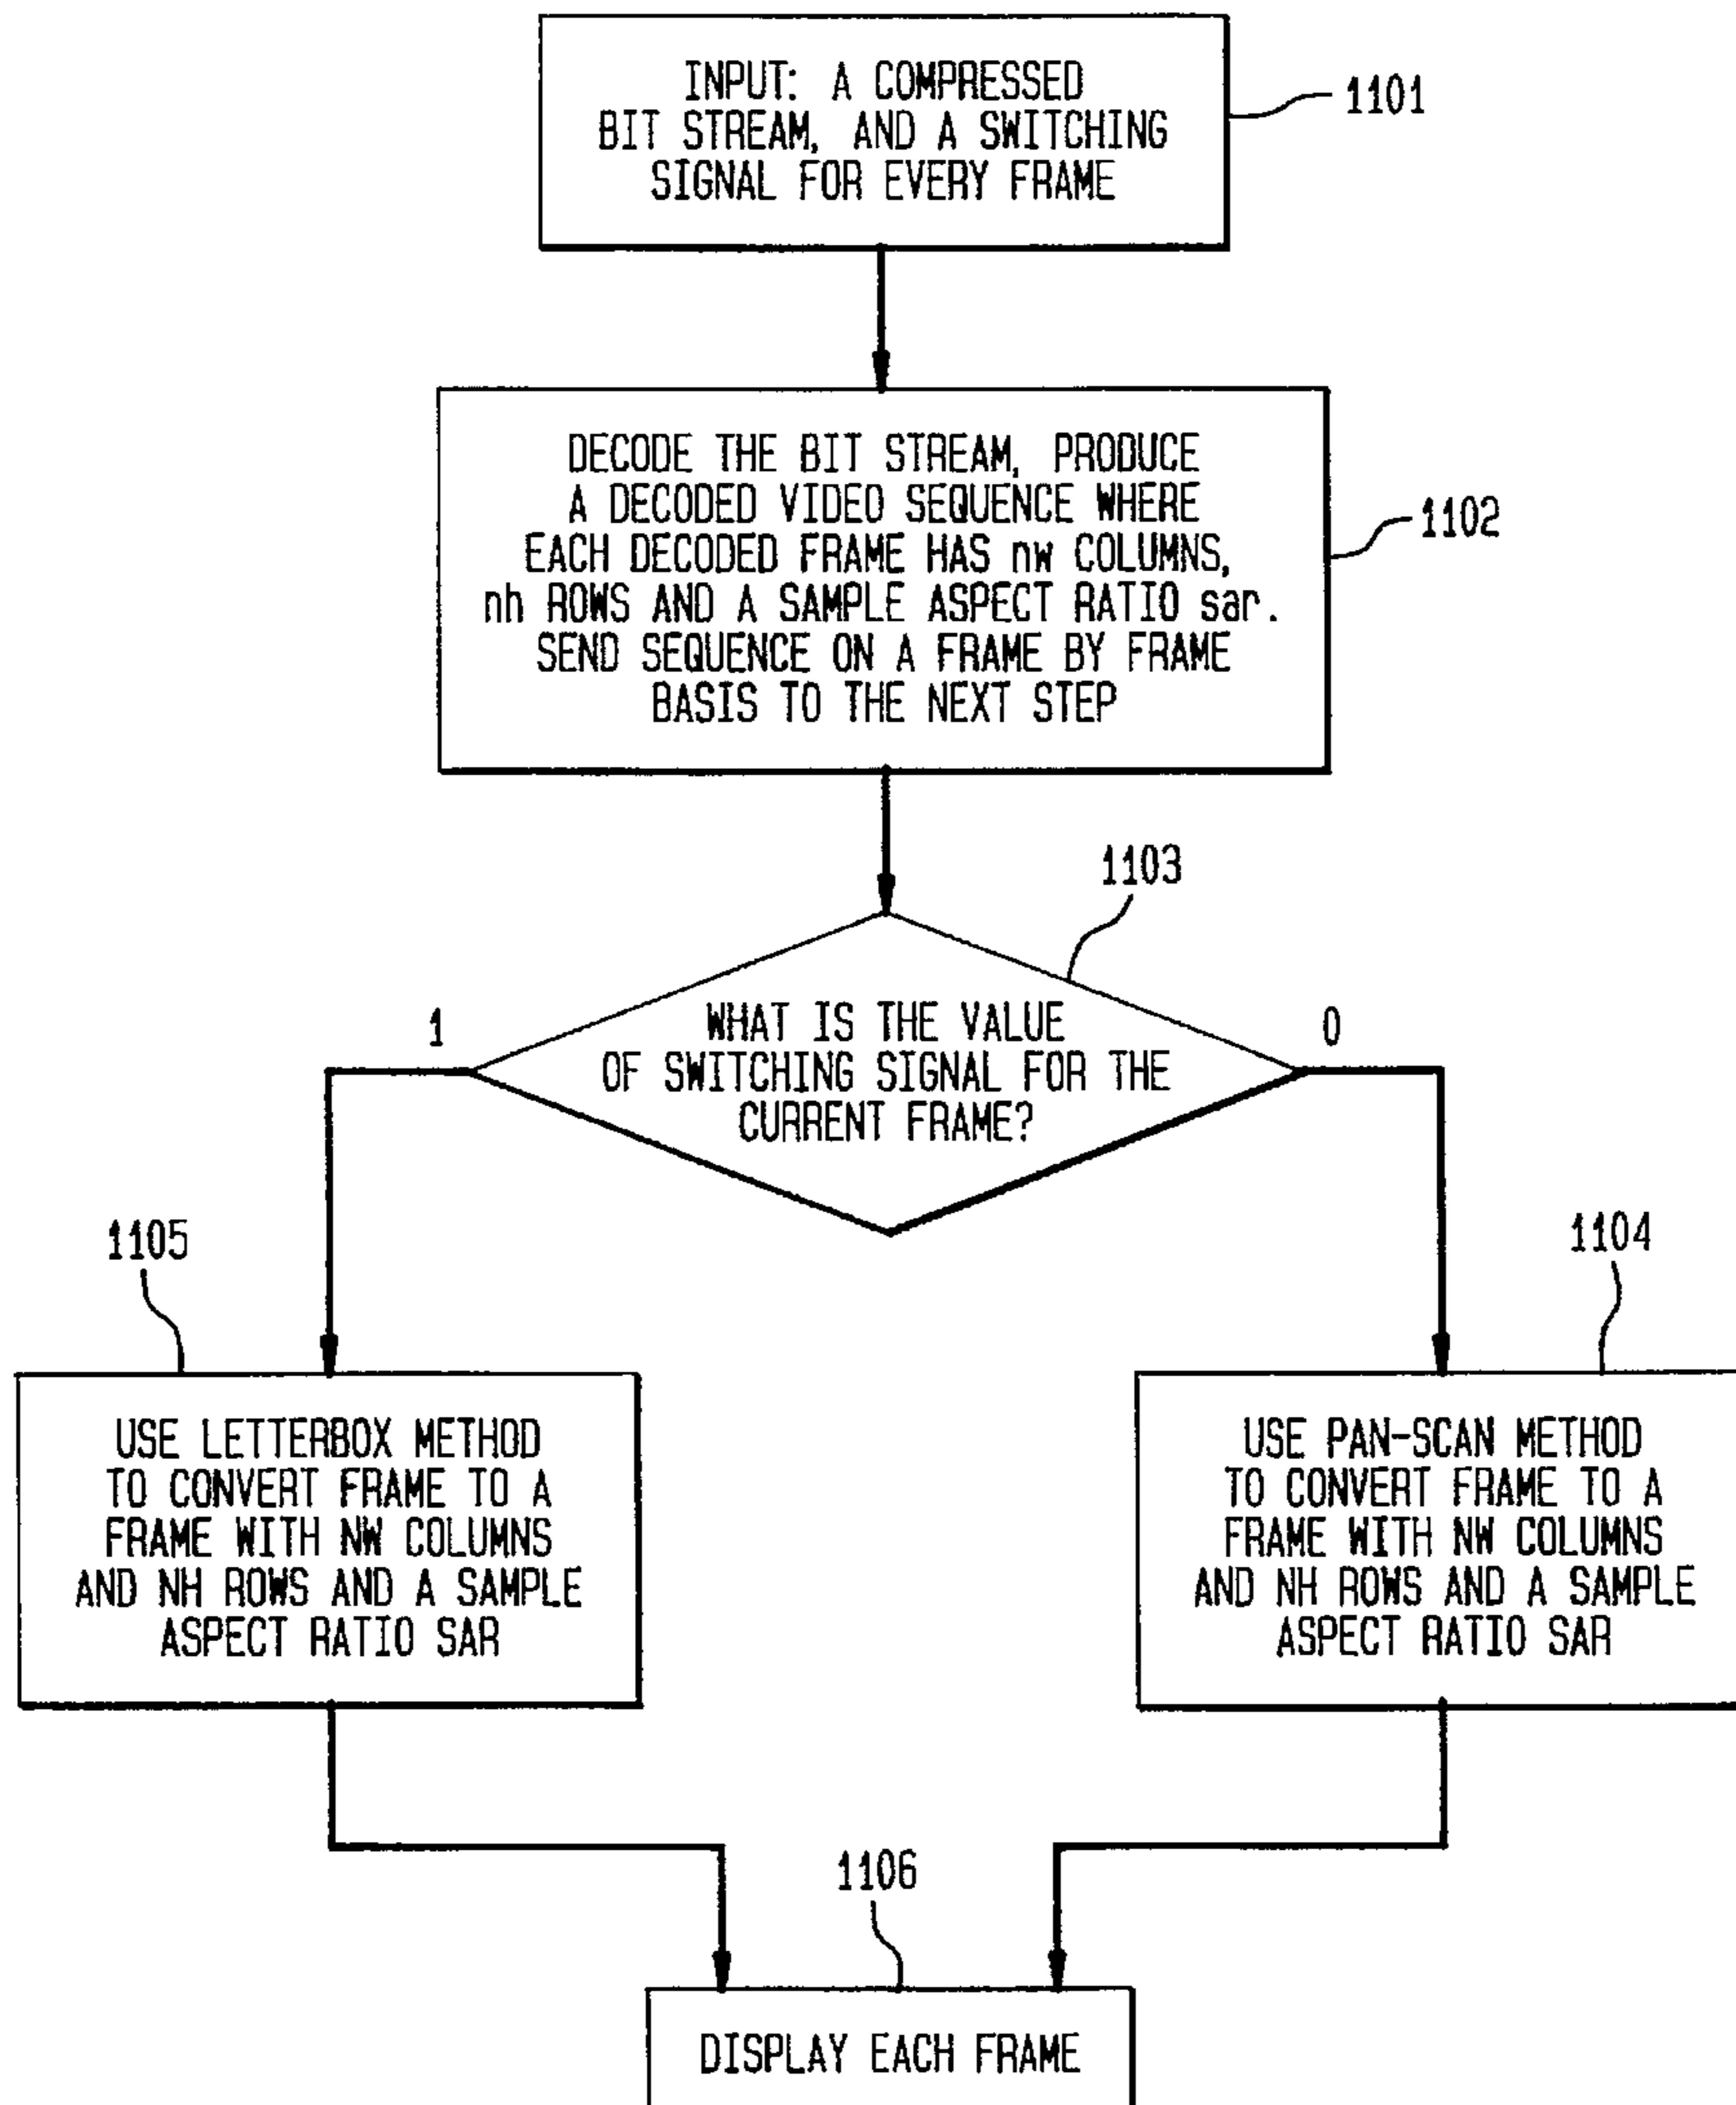 INPUT: A COMPRESSED
BIT STREAM, AND A SWITCHING
SIGNAL FOR EVERY FRAME
1101
DECODE THE BIT STREAM, PRODUCE
A DECODED VIDEO SEQUENCE WHERE
EACH DECODED FRAME HAS nw COLUMNS,
nh ROWS AND A SAMPLE ASPECT RATIO sar.
SEND SEQUENCE ON A FRAME BY FRAME
BASIS TO THE NEXT STEP
1102
1103
WHAT IS THE VALUE
OF SWITCHING SIGNAL FOR THE
CURRENT FRAME?
1
0
1105
USE LETTERBOX METHOD
TO CONVERT FRAME TO A
FRAME WITH NW COLUMNS
AND NH ROWS AND A SAMPLE
ASPECT RATIO SAR
1104
USE PAN-SCAN METHOD
TO CONVERT FRAME TO A
FRAME WITH NW COLUMNS
AND NH ROWS AND A SAMPLE
ASPECT RATIO SAR
1106
DISPLAY EACH FRAME